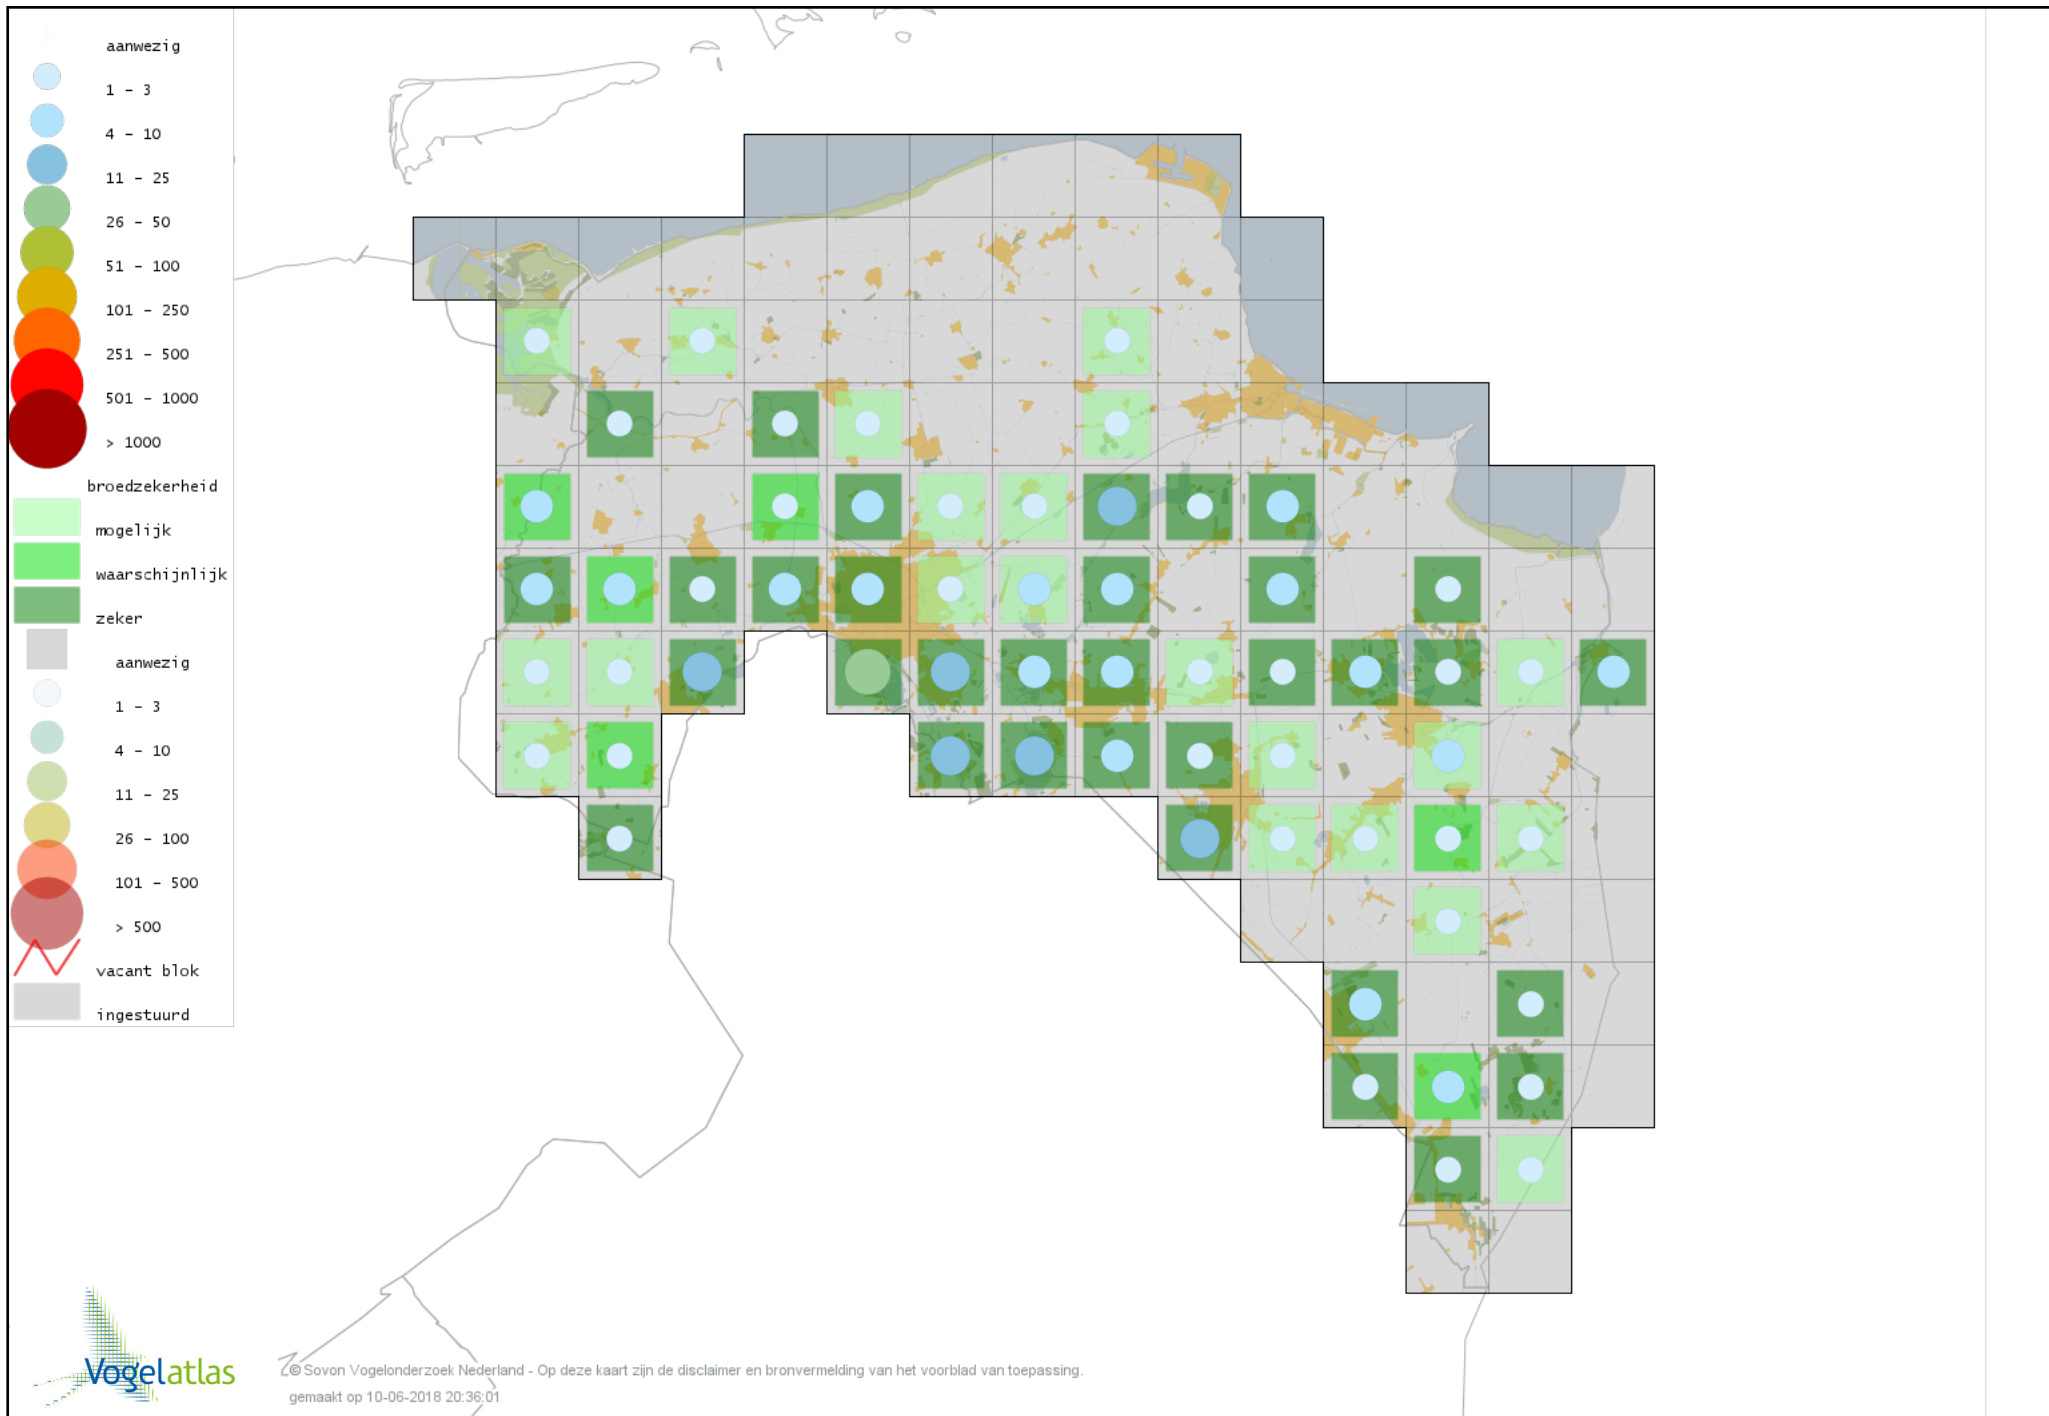 aanwezig
1 - 3
4 - 10
11 - 25
26 - 50
51 - 100
101 - 250
251 - 500
501 - 1000
> 1000
broedzekerheid
mogelijk
waarschijnlijk
zeker
aanwezig
1 - 3
4 - 10
11 - 25
26 - 100
101 - 500
> 500
vacant blok
ingestuurd
Vogelatlas
© Sovon Vogelonderzoek Nederland - Op deze kaart zijn de disclaimer en bronvermelding van het voorblad van toepassing.
gemaakt op 10-06-2018 20:36:01